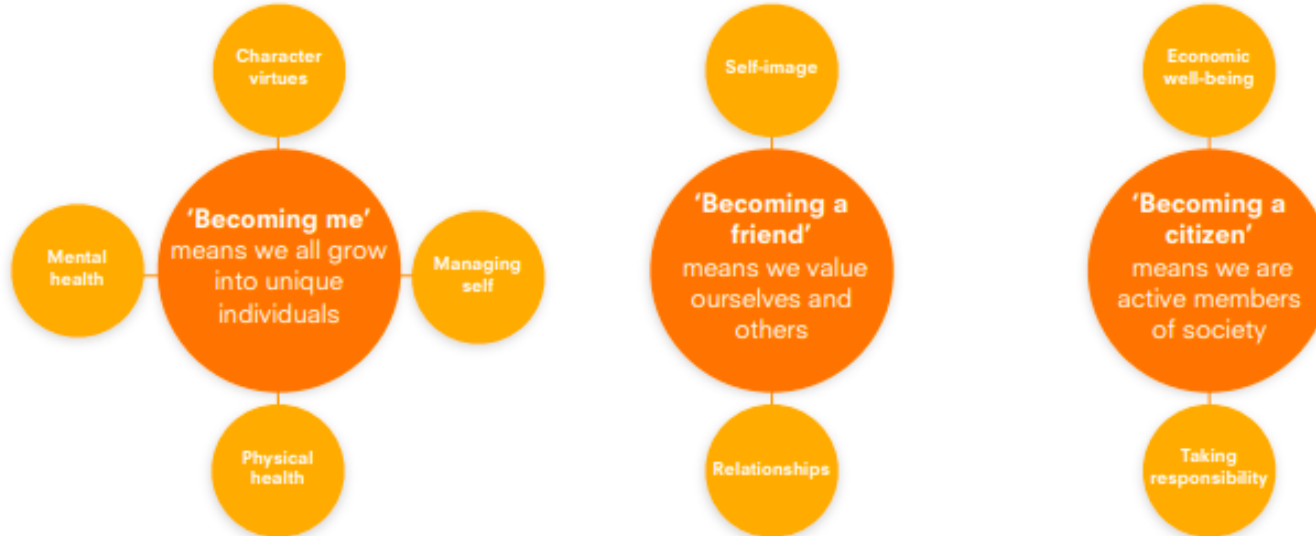 Character
virtues
Mental
health
'Becoming me'
means we all grow
into unique
individuals
Managing
self
Physical
health
Self-image
'Becoming a
friend'
means we value
ourselves and
others
Relationships
Economic
well-being
'Becoming a
citizen'
means we are
active members
of society
Taking
responsibility